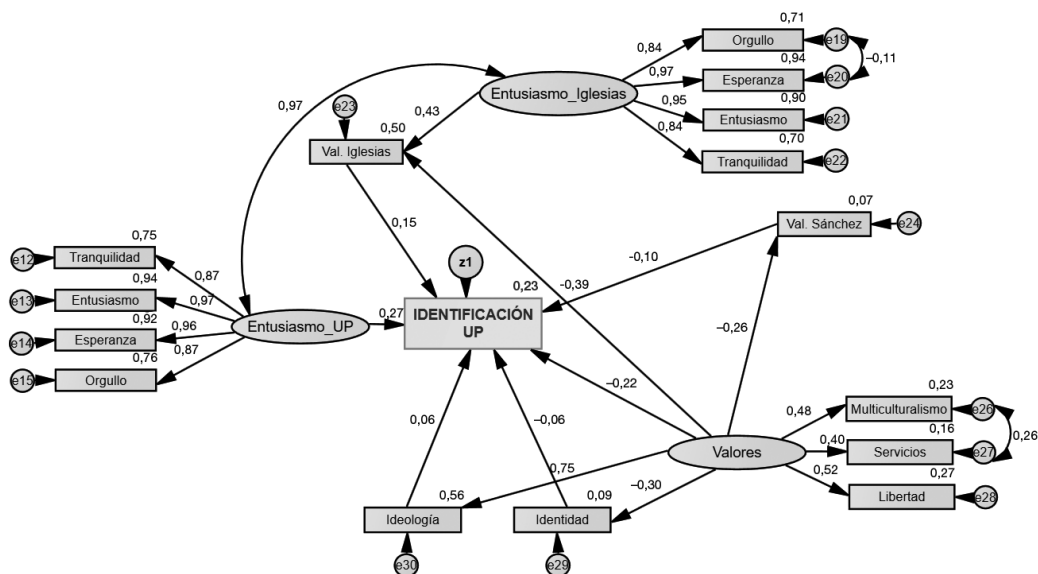 0,71
Orgullo
e19
0,84
0,94
–0,11
0,97
Esperanza
e20
Entusiasmo_Iglesias
0,90
0,95
Entusiasmo
e21
0,84
0,70
Tranquilidad
e22
0,97
e23
0,43
0,50
Val. Iglesias
0,15
0,07
Val. Sánchez
e24
–0,10
–0,39
–0,26
z1
0,23
IDENTIFICACIÓN
UP
0,27
0,75
e12
Tranquilidad
0,87
0,94
e13
Entusiasmo
0,97
Entusiasmo_UP
0,92
e14
Esperanza
0,96
0,76
0,87
e15
Orgullo
–0,22
0,06
–0,06
0,23
0,48
Multiculturalismo
e26
0,16
0,26
Valores
0,40
Servicios
e27
0,52
0,27
Libertad
e28
0,75
–0,30
0,56
Ideología
e30
0,09
Identidad
e29